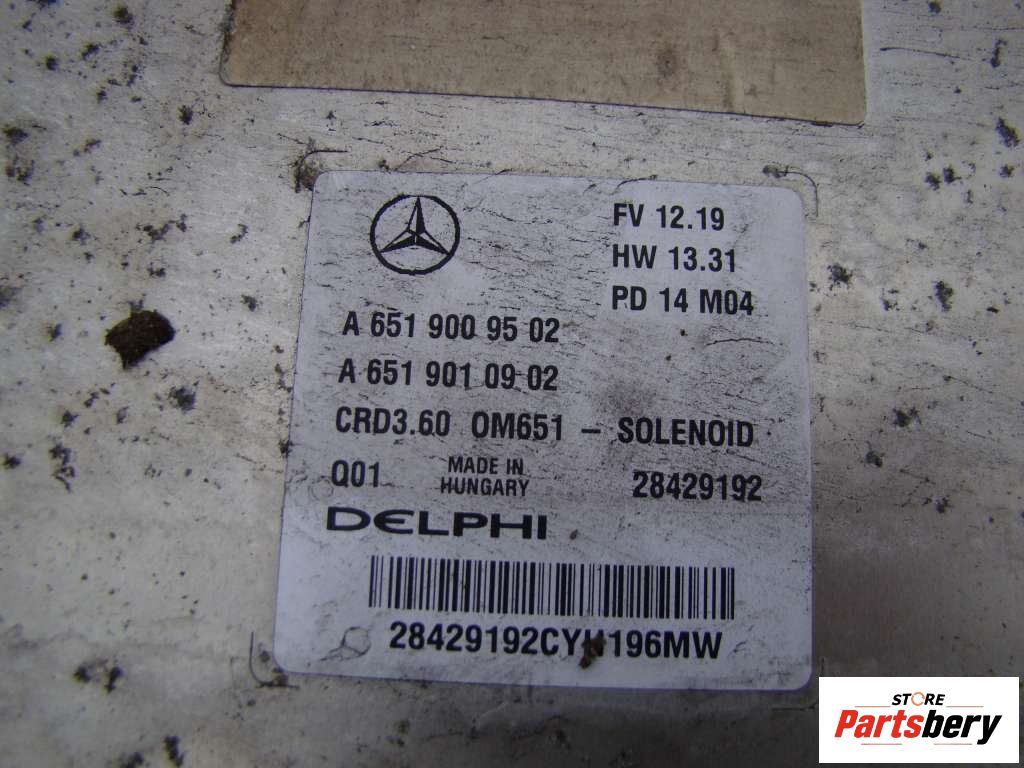 FV 12.19
HW 13.31
PD 14 M04
A 651 900 95 02
A 651 901 09 02
CRD3.60 OM651 – SOLENOID
Q01 MADE IN HUNGARY 28429192
DELPHI
28429192CYH196MW
STORE
Partsbery